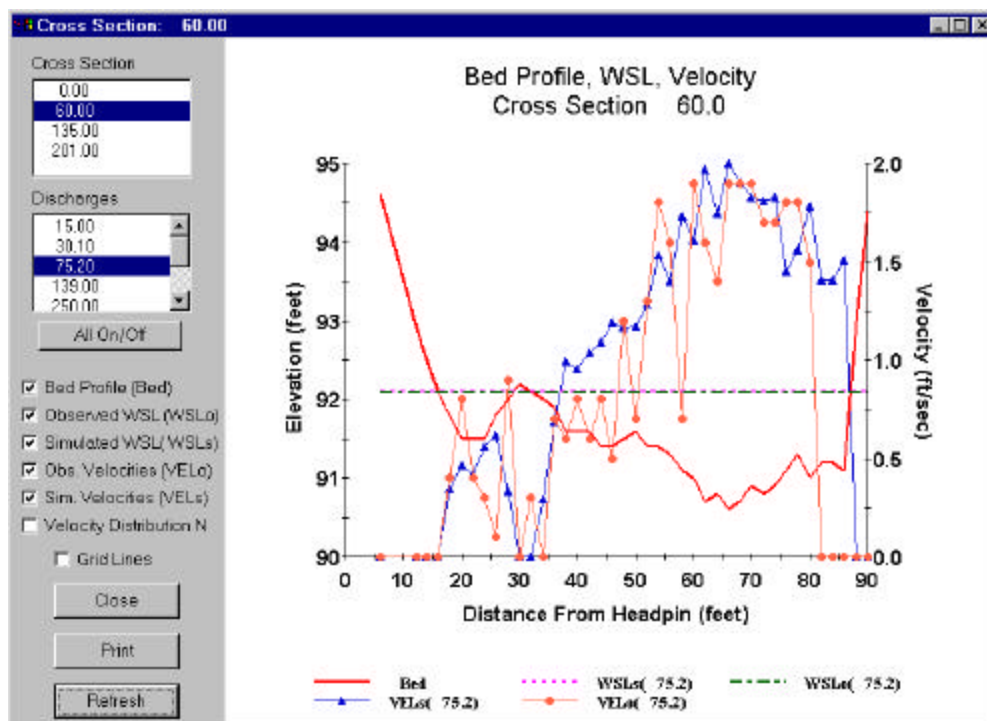 Cross Section: 60.00
Cross Section
0.00
60.00
135.00
201.00
Discharges
15.00
30.10
75.20
139.00
250.00
All On/Off
Bed Profile (Bed)
Observed WSL (WSLo)
Simulated WSL( WSLs)
Obs. Velocities (VELo)
Sim. Velocities (VELs)
Velocity Distribution N
Grid Lines
Close
Print
Refresh
Bed Profile, WSL, Velocity
Cross Section 60.0
Elevation (feet)
95
94
93
92
91
90
2.0
1.5
1.0
0.5
0.0
Velocity (ft/sec)
0 10 20 30 40 50 60 70 80 90
Distance From Headpin (feet)
Bed WSLs( 75.2) WSLo( 75.2)
VELs( 75.2) VELo( 75.2)